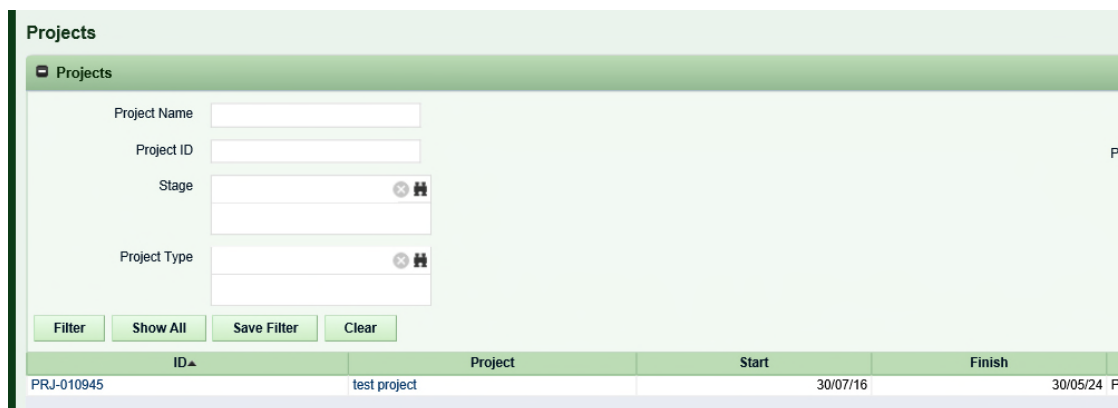 Projects
Projects
Project Name
Project ID
P
Stage
Project Type
Filter Show All Save Filter Clear
ID Project Start Finish
PRJ-010945 test project 30/07/16 30/05/24 F